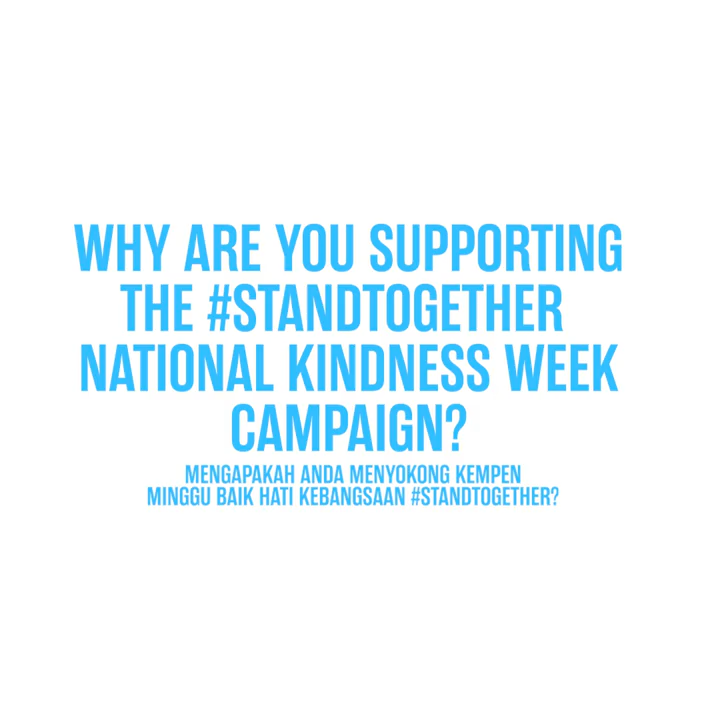 WHY ARE YOU SUPPORTING
THE #STANDTOGETHER
NATIONAL KINDNESS WEEK
CAMPAIGN?
MENGAPAKAH ANDA MENYOKONG KEMPEN
MINGGU BAIK HATI KEBANGSAAN #STANDTOGETHER?